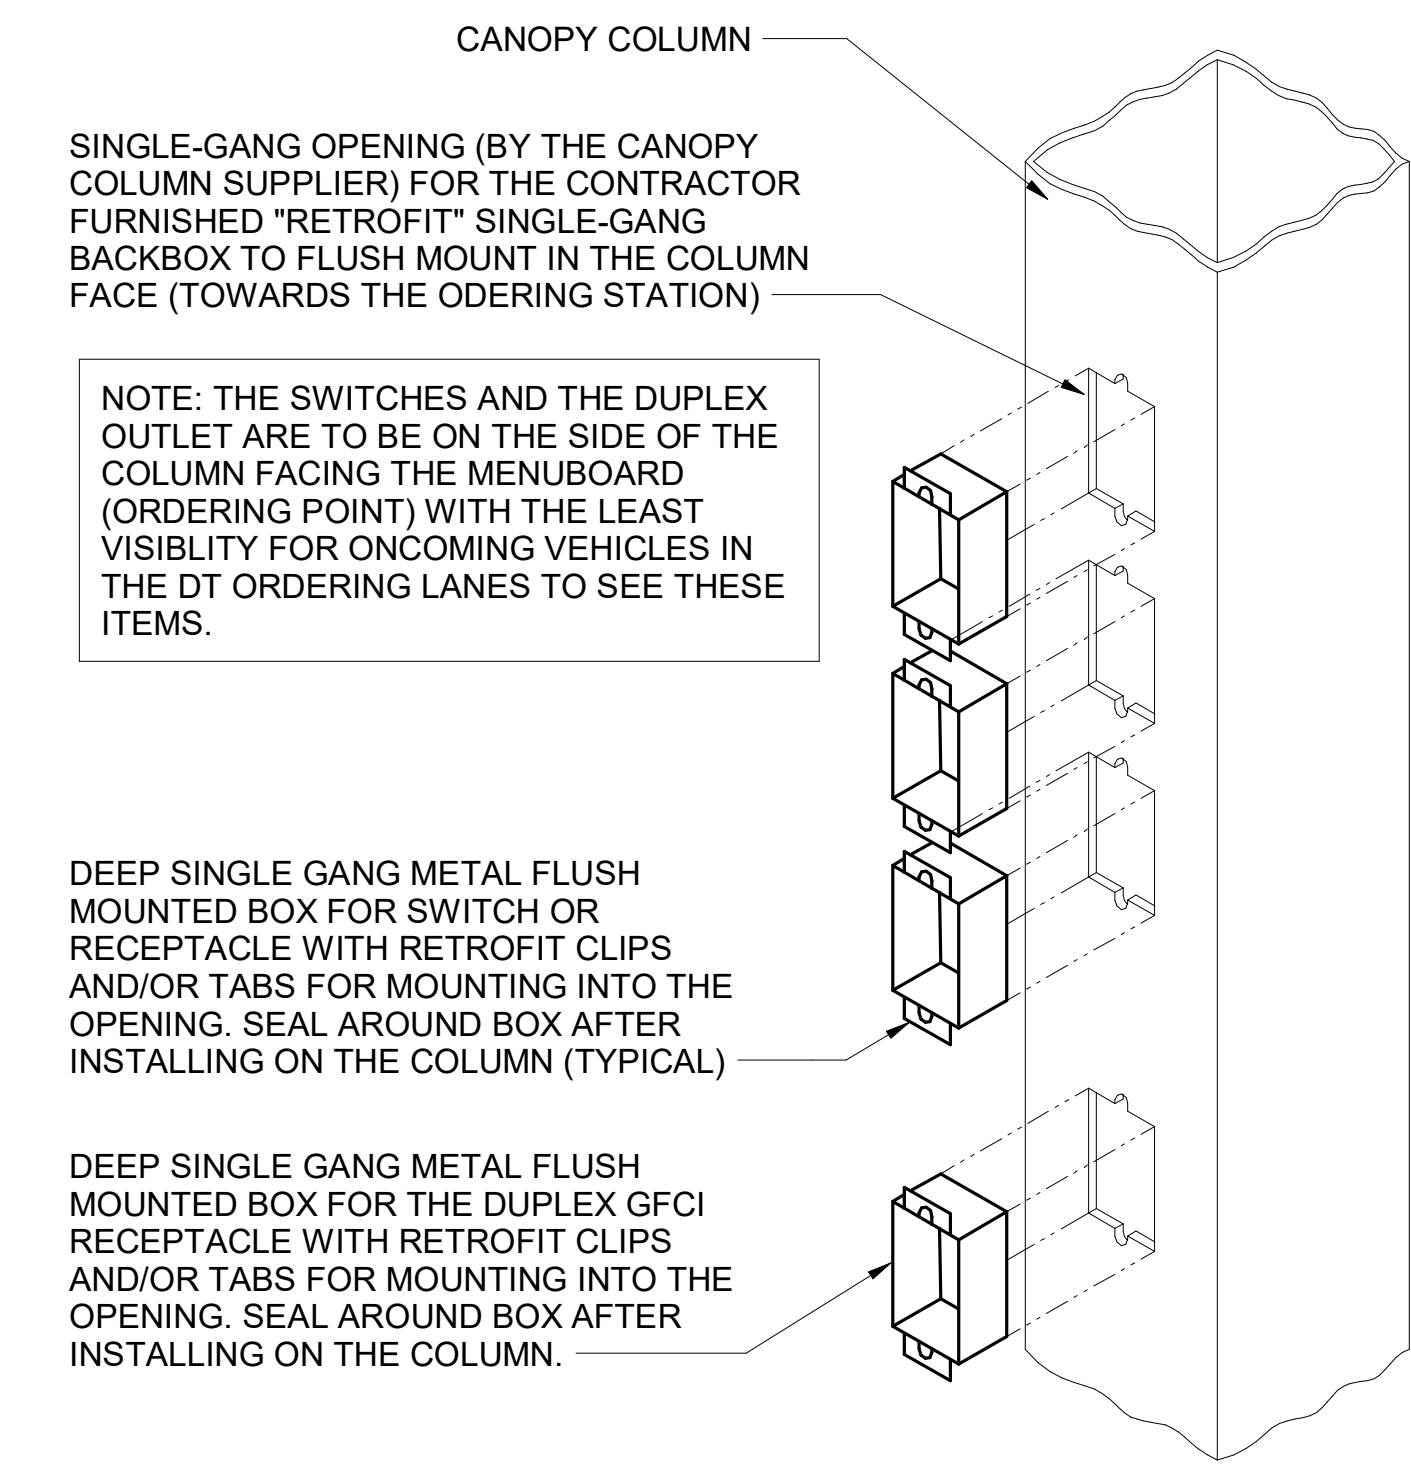 CANOPY COLUMN
SINGLE-GANG OPENING (BY THE CANOPY
COLUMN SUPPLIER) FOR THE CONTRACTOR
FURNISHED "RETROFIT" SINGLE-GANG
BACKBOX TO FLUSH MOUNT IN THE COLUMN
FACE (TOWARDS THE ODERING STATION)
NOTE: THE SWITCHES AND THE DUPLEX
OUTLET ARE TO BE ON THE SIDE OF THE
COLUMN FACING THE MENUBOARD
(ORDERING POINT) WITH THE LEAST
VISIBLITY FOR ONCOMING VEHICLES IN
THE DT ORDERING LANES TO SEE THESE
ITEMS.
DEEP SINGLE GANG METAL FLUSH
MOUNTED BOX FOR SWITCH OR
RECEPTACLE WITH RETROFIT CLIPS
AND/OR TABS FOR MOUNTING INTO THE
OPENING. SEAL AROUND BOX AFTER
INSTALLING ON THE COLUMN (TYPICAL)
DEEP SINGLE GANG METAL FLUSH
MOUNTED BOX FOR THE DUPLEX GFCI
RECEPTACLE WITH RETROFIT CLIPS
AND/OR TABS FOR MOUNTING INTO THE
OPENING. SEAL AROUND BOX AFTER
INSTALLING ON THE COLUMN.